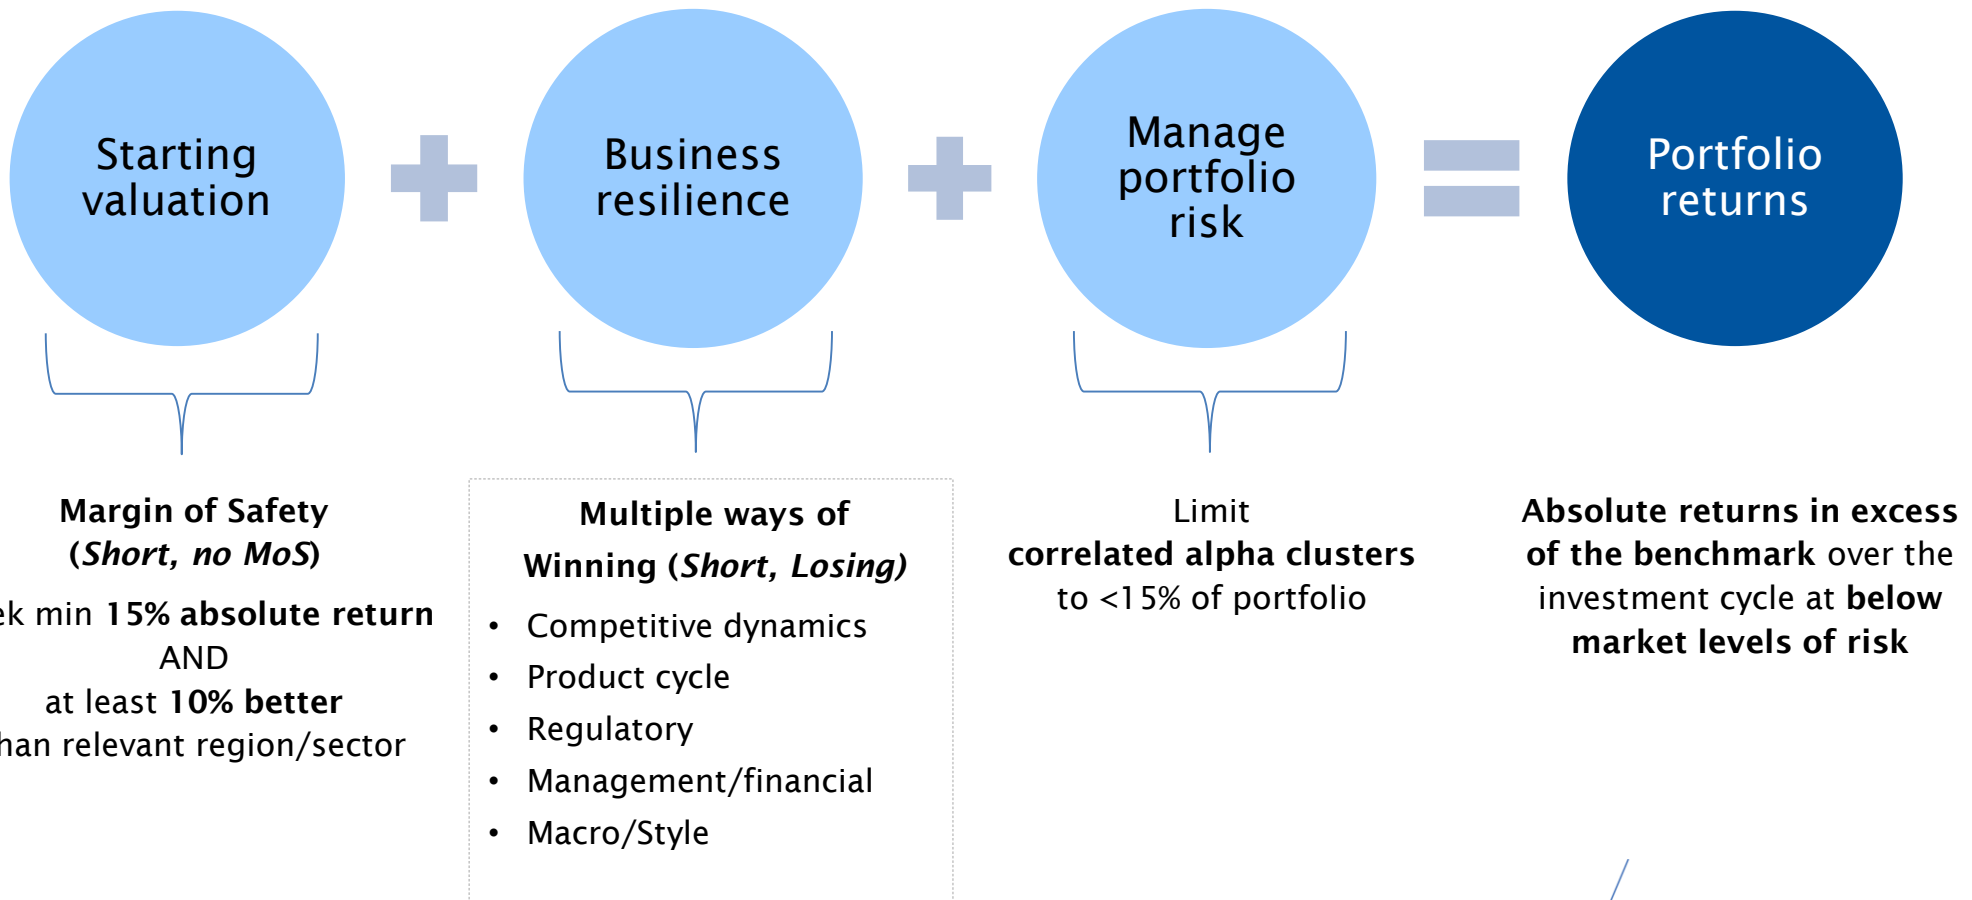 Starting
valuation
Business
resilience
Manage
portfolio
risk
Portfolio
returns
Margin of Safety
(Short, no MoS)
min 15% absolute return
AND
at least 10% better
relevant region/sector
Multiple ways of
Winning (Short, Losing)
• Competitive dynamics
• Product cycle
• Regulatory
• Management/financial
• Macro/Style
Limit
correlated alpha clusters
to <15% of portfolio
Absolute returns in excess
of the benchmark over the
investment cycle at below
market levels of risk